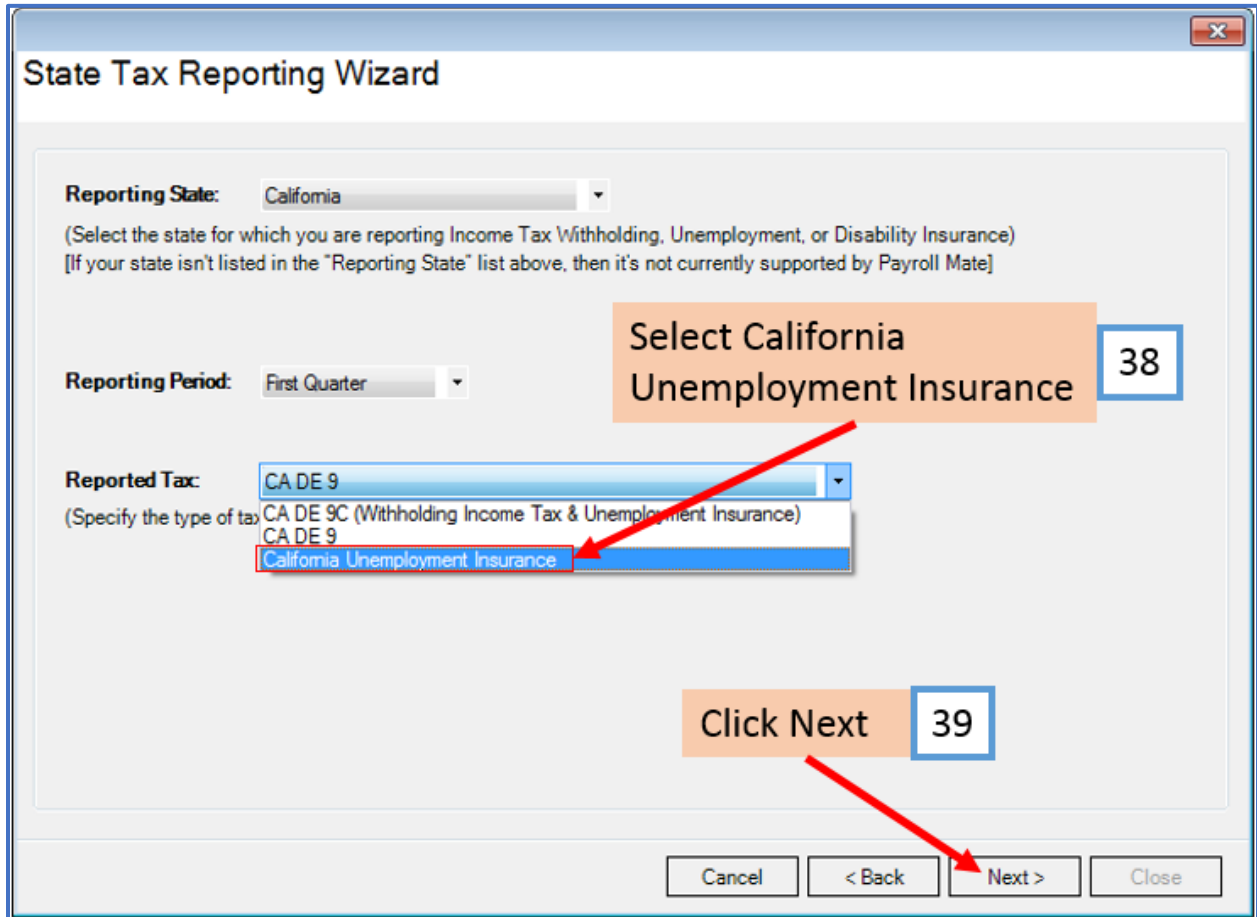 State Tax Reporting Wizard
Reporting State: California
(Select the state for which you are reporting Income Tax Withholding, Unemployment, or Disability Insurance)
[If your state isn't listed in the "Reporting State" list above, then it's not currently supported by Payroll Mate]
Select California
Unemployment Insurance
38
Reporting Period: First Quarter
Reported Tax: CA DE 9
(Specify the type of tax
CA DE 9C (Withholding Income Tax & Unemployment Insurance)
CA DE 9
California Unemployment Insurance
Click Next
39
Cancel
< Back
Next >
Close